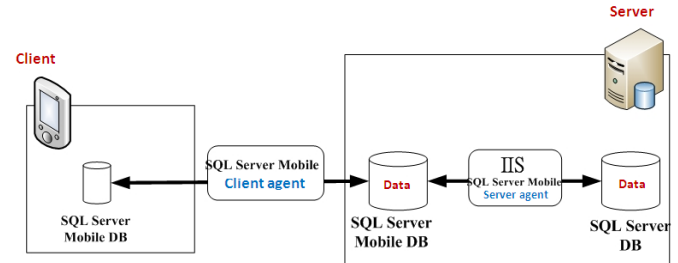 Server
Client
SQL Server Mobile
Client agent
IIS
SQL Server Mobile
Server agent
Data
Data
SQL Server
Mobile DB
SQL Server
Mobile DB
SQL Server
DB